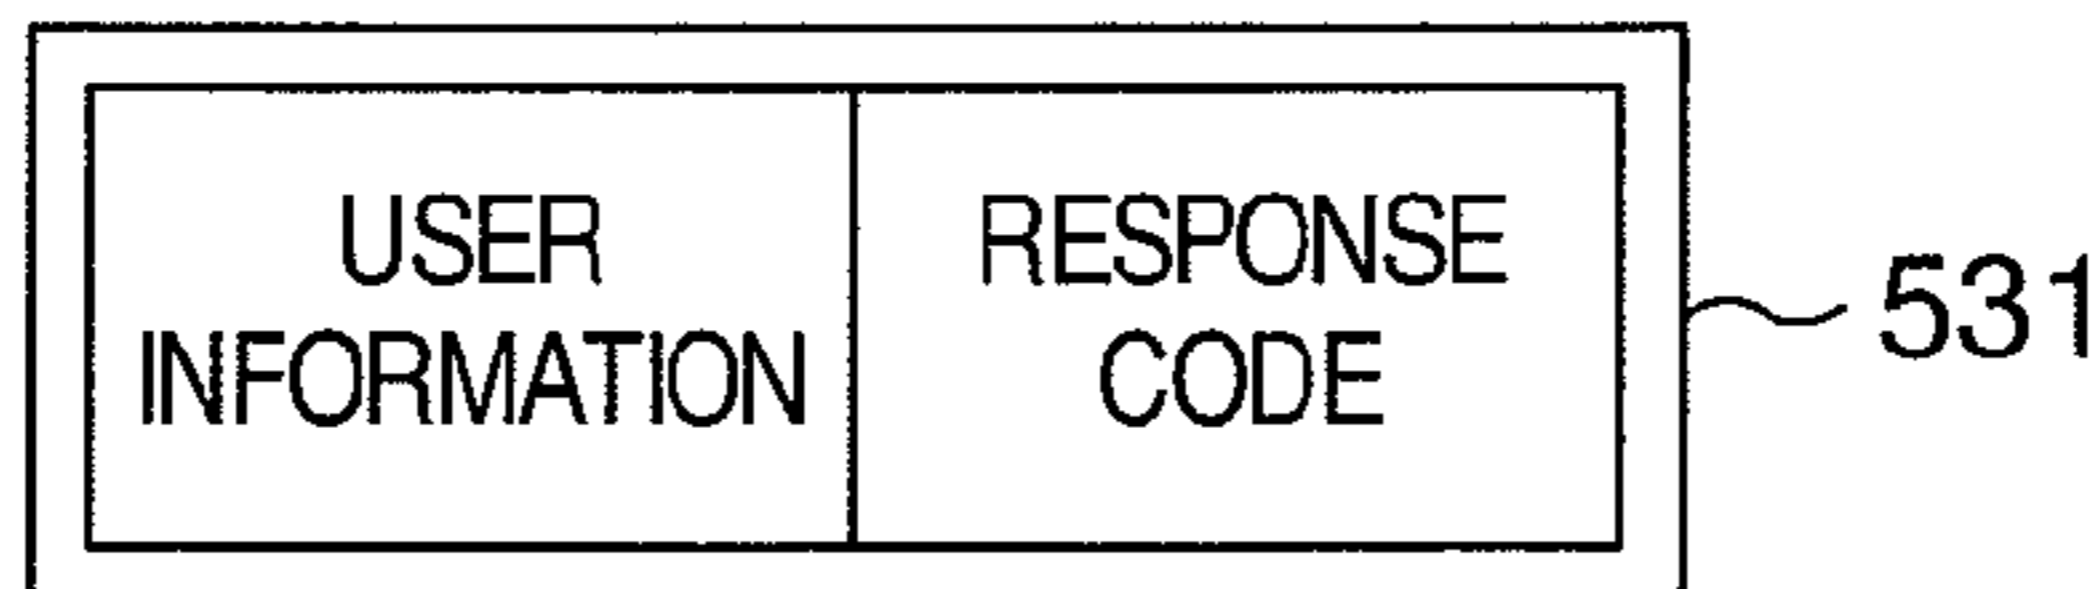 USER
INFORMATION
RESPONSE
CODE
531